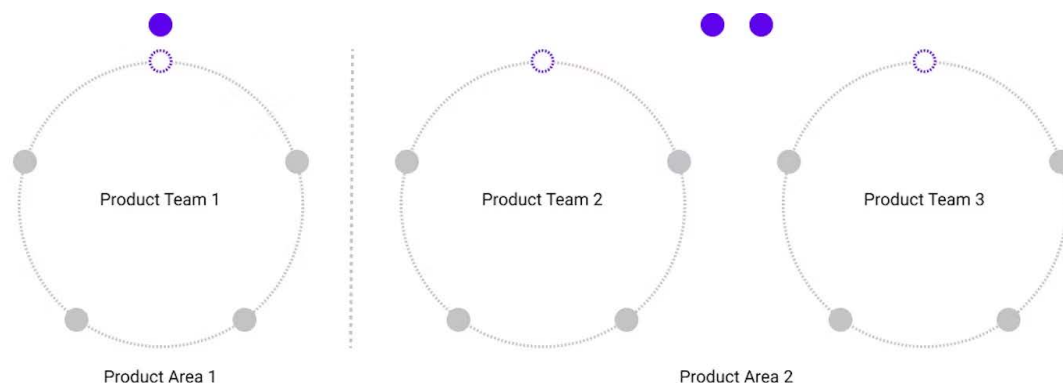 Product Team 1
Product Team 2
Product Team 3
Product Area 1
Product Area 2